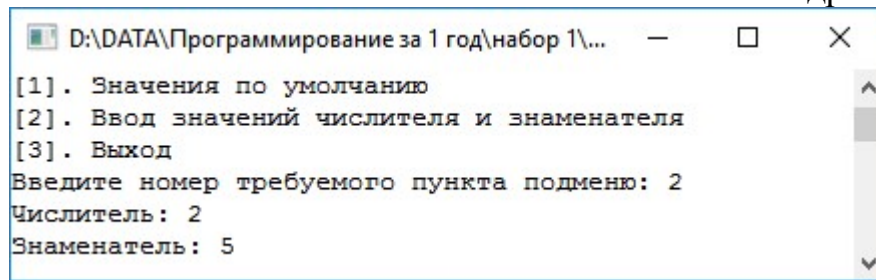 D:\DATA\Программирование за 1 год\набор 1\...
[1]. Значения по умолчанию
[2]. Ввод значений числителя и знаменателя
[3]. Выход
Введите номер требуемого пункта подменю: 2
Числитель: 2
Знаменатель: 5